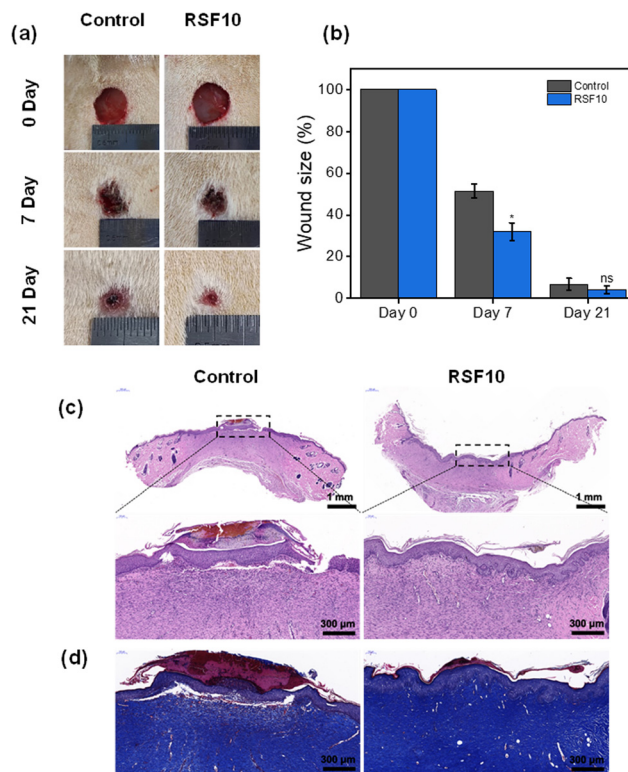 (a)
Control
RSF10
0 Day
7 Day
21 Day
(b)
Wound size (%)
100
80
60
40
20
0
Control
RSF10
*
ns
Day 0
Day 7
Day 21
Control
RSF10
(c)
1 mm
1 mm
300 µm
300 µm
(d)
300 µm
300 µm